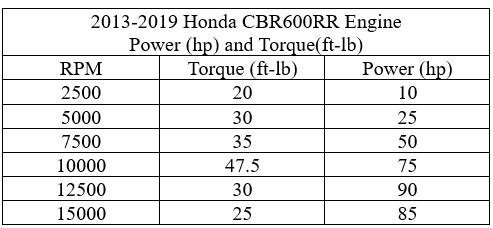 2013-2019 Honda CBR600RR Engine
Power (hp) and Torque(ft-lb)
RPM Torque (ft-lb) Power (hp)
2500 20 10
5000 30 25
7500 35 50
10000 47.5 75
12500 30 90
15000 25 85